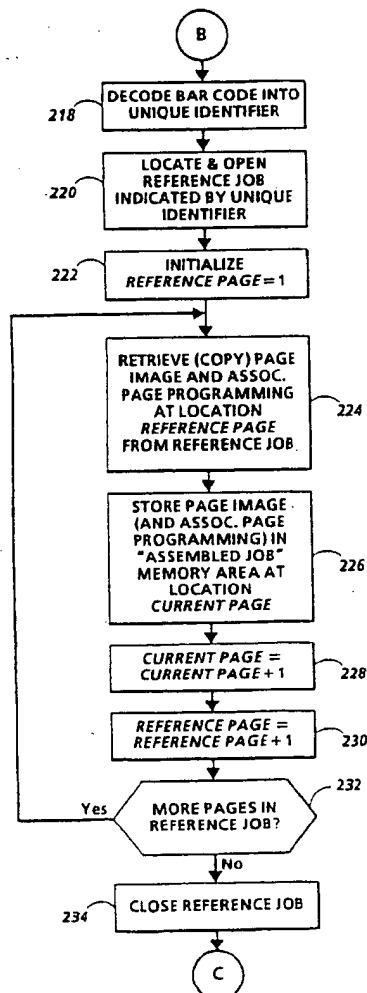 B
218
DECODE BAR CODE INTO
UNIQUE IDENTIFIER
220
LOCATE & OPEN
REFERENCE JOB
INDICATED BY UNIQUE
IDENTIFIER
222
INITIALIZE
REFERENCE PAGE=1
RETRIEVE (COPY) PAGE
IMAGE AND ASSOC.
PAGE PROGRAMMING
AT LOCATION
REFERENCE PAGE
FROM REFERENCE JOB
224
STORE PAGE IMAGE
(AND ASSOC. PAGE
PROGRAMMING) IN
"ASSEMBLED JOB"
MEMORY AREA AT
LOCATION
CURRENT PAGE
226
CURRENT PAGE =
CURRENT PAGE+1
228
REFERENCE PAGE =
REFERENCE PAGE+1
230
232
Yes
MORE PAGES IN
REFERENCE JOB?
No
234
CLOSE REFERENCE JOB
C